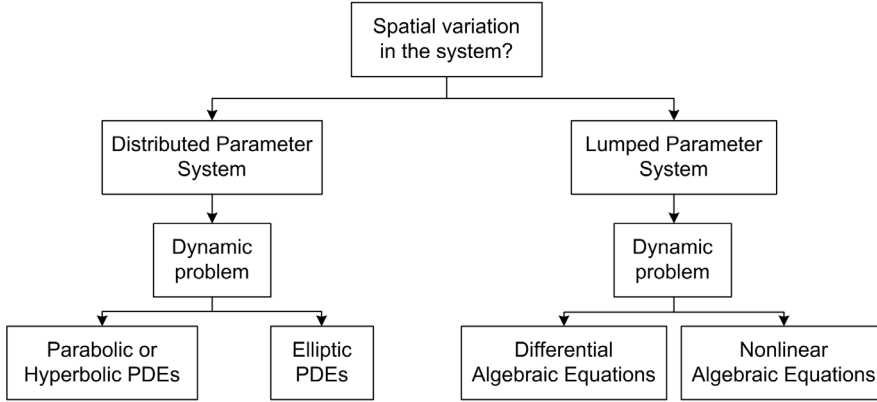 Spatial variation
in the system?
Distributed Parameter
System
Lumped Parameter
System
Dynamic
problem
Dynamic
problem
Parabolic or
Hyperbolic PDEs
Elliptic
PDEs
Differential
Algebraic Equations
Nonlinear
Algebraic Equations